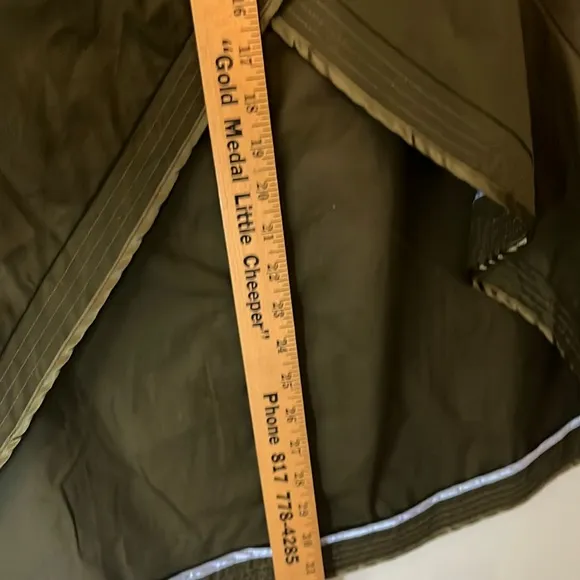 16 17 18 19 20 21 22 23 24 25 26 27 28 29 30
"Gold Medal Little Cheeper"
Phone 817 778-4285